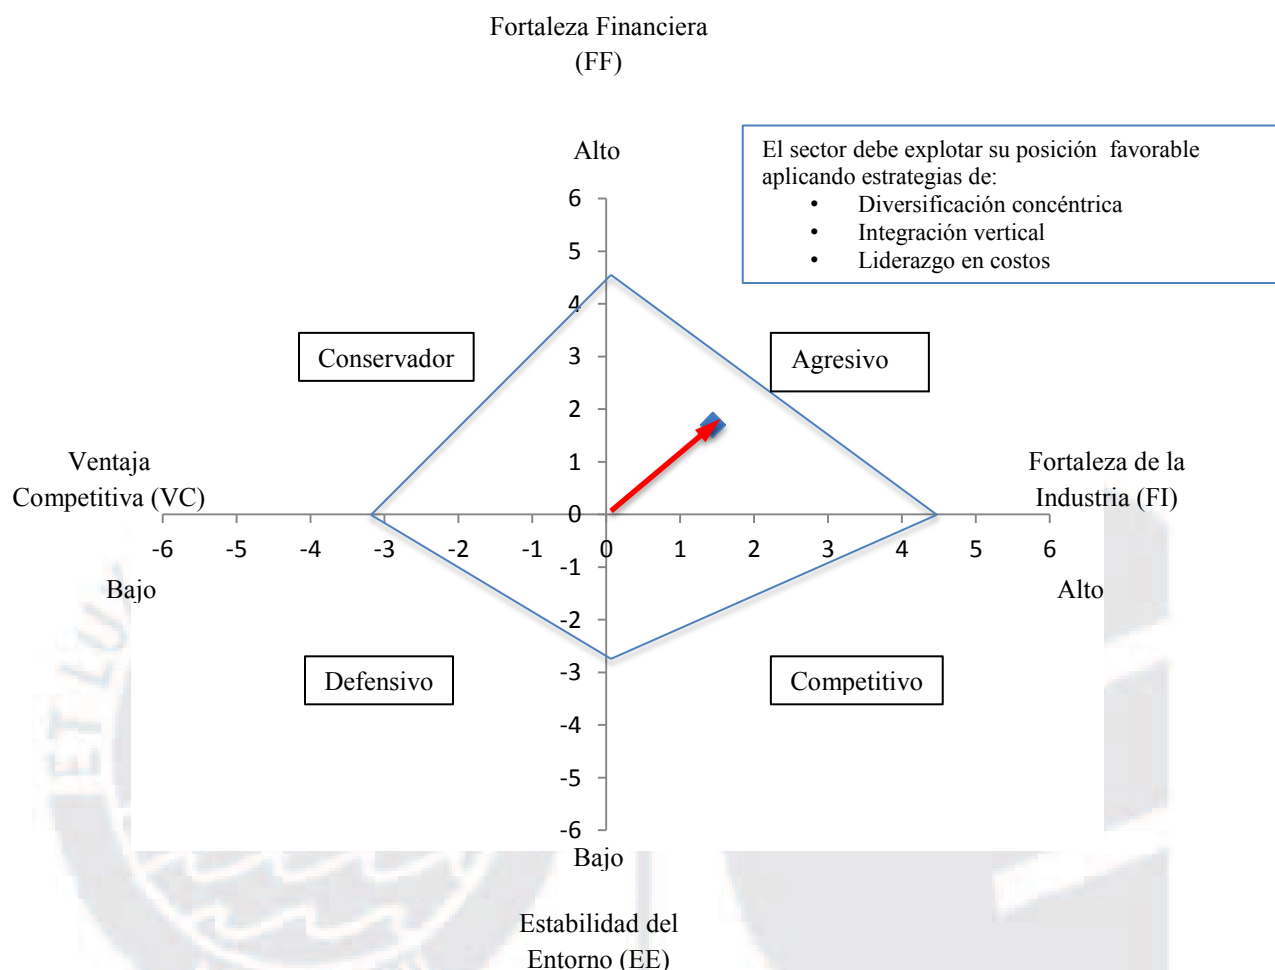 Fortaleza Financiera
(FF)
Alto
El sector debe explotar su posición favorable
aplicando estrategias de:
• Diversificación concéntrica
• Integración vertical
• Liderazgo en costos
6
5
4
3
2
1
0
-1
-2
-3
-4
-5
-6
Conservador
Agresivo
Ventaja
Competitiva (VC)
Fortaleza de la
Industria (FI)
-6 -5 -4 -3 -2 -1 0 1 2 3 4 5 6
Bajo
Alto
Defensivo
Competitivo
Bajo
Estabilidad del
Entorno (EE)
ET LU